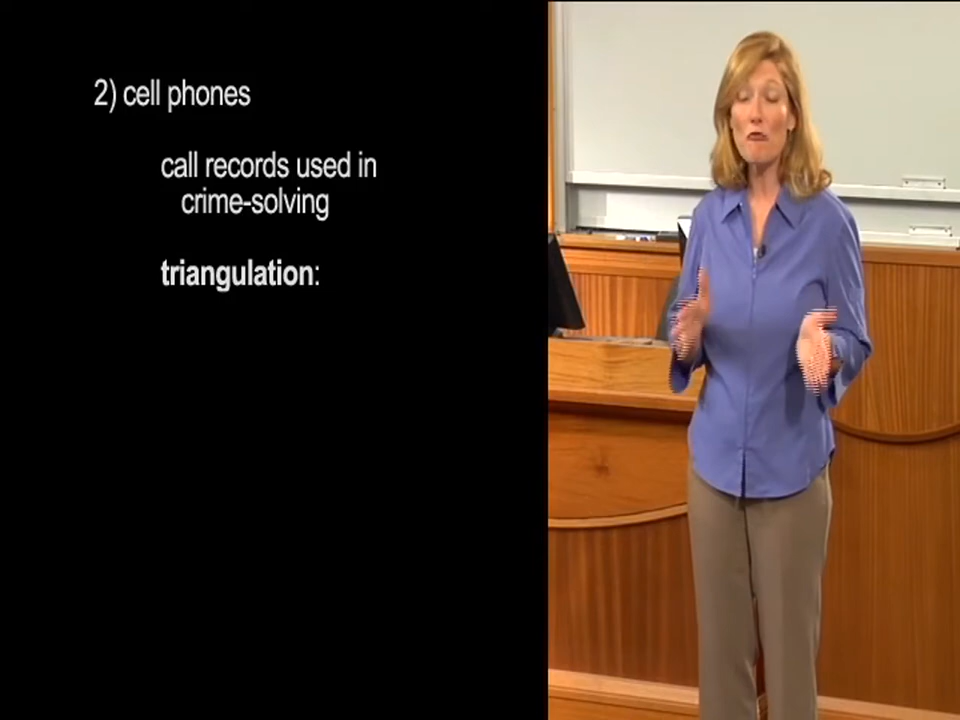 2) cell phones
call records used in
crime-solving
triangulation: